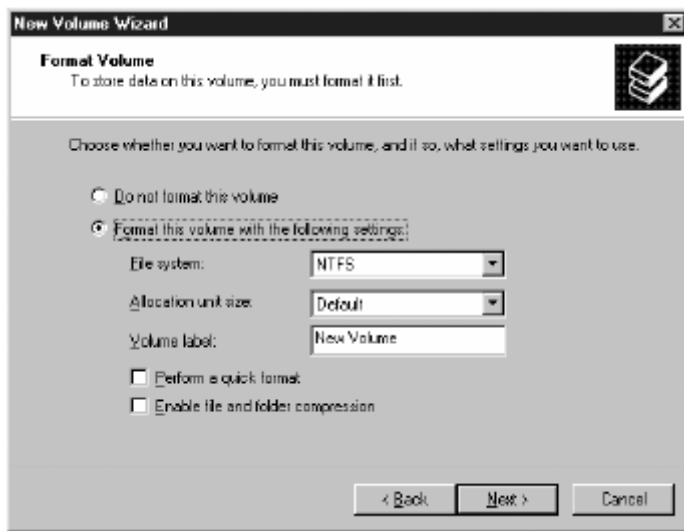 New Volume Wizard
Format Volume
To store data on this volume, you must format it first.
Choose whether you want to format this volume, and if so, what settings you want to use.
Do not format this volume
Format this volume with the following settings:
File system:
NTFS
Allocation unit size:
Default
Volume label:
New Volume
Perform a quick format
Enable file and folder compression
< Back
Next >
Cancel